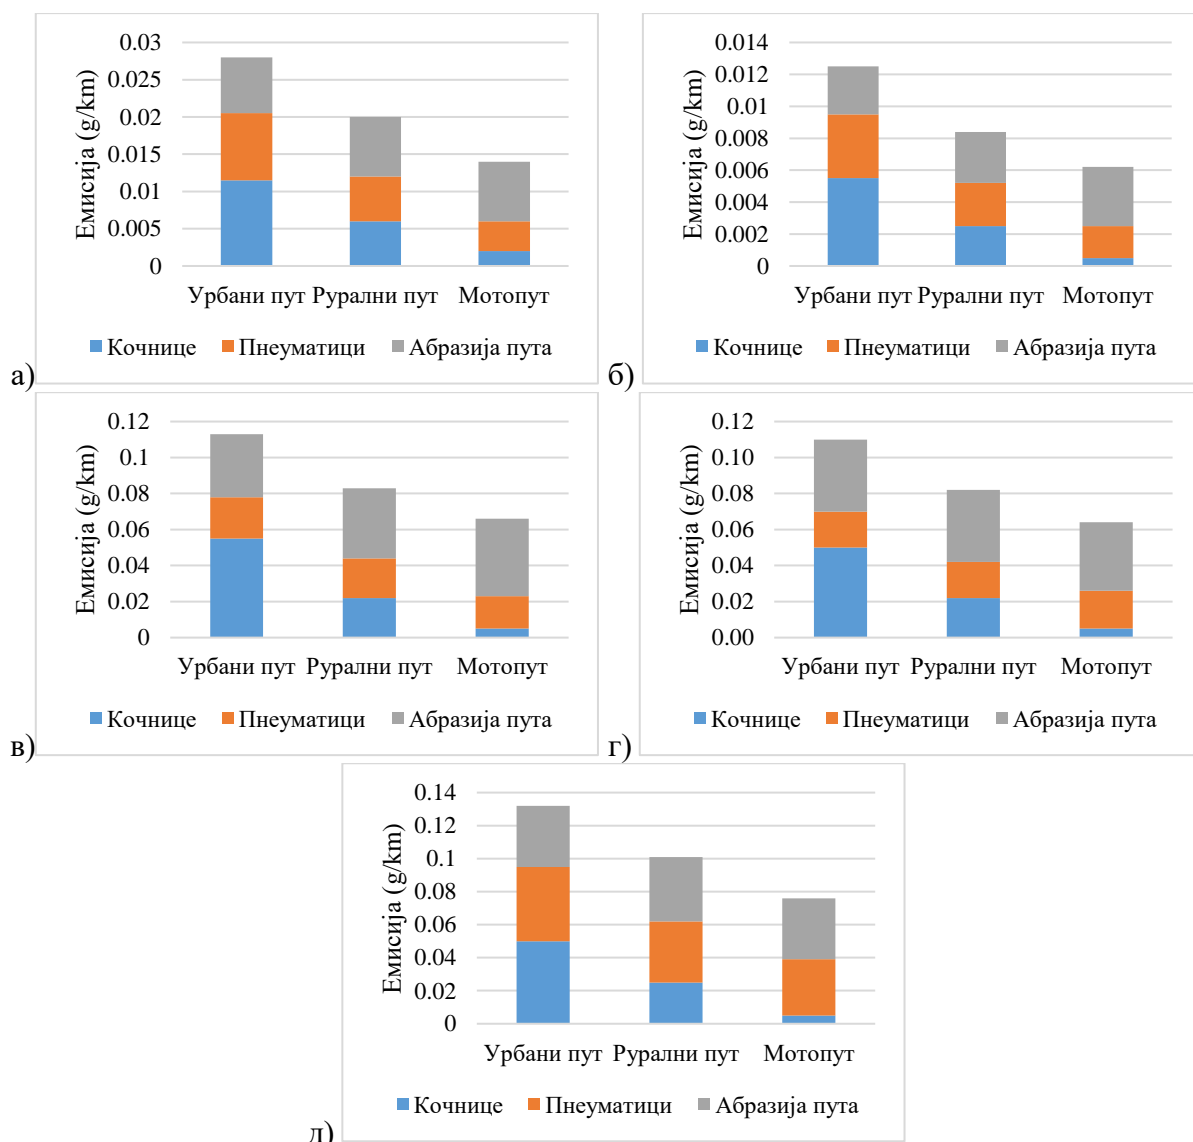 Емисија (g/km)
0.03
0.025
0.02
0.015
0.01
0.005
0
Урбани пут Рурални пут Мотопут
Кочнице Пнеуматици Абразија пута
а)
Емисија (g/km)
0.014
0.012
0.01
0.008
0.006
0.004
0.002
0
Урбани пут Рурални пут Мотопут
Кочнице Пнеуматици Абразија пута
б)
Емисија (g/km)
0.12
0.1
0.08
0.06
0.04
0.02
0
Урбани пут Рурални пут Мотопут
Кочнице Пнеуматици Абразија пута
в)
Емисија (g/km)
0.12
0.10
0.08
0.06
0.04
0.02
0.00
Урбани пут Рурални пут Мотопут
Кочнице Пнеуматици Абразија пута
г)
Емисија (g/km)
0.14
0.12
0.1
0.08
0.06
0.04
0.02
0
Урбани пут Рурални пут Мотопут
Кочнице Пнеуматици Абразија пута
д)